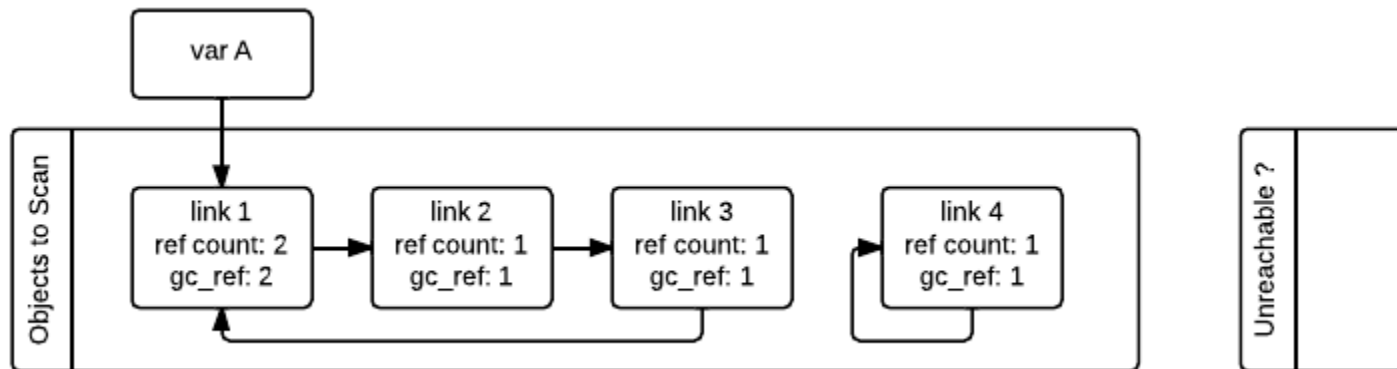 var A
Objects to Scan
link 1
ref count: 2
gc_ref: 2
link 2
ref count: 1
gc_ref: 1
link 3
ref count: 1
gc_ref: 1
link 4
ref count: 1
gc_ref: 1
Unreachable ?